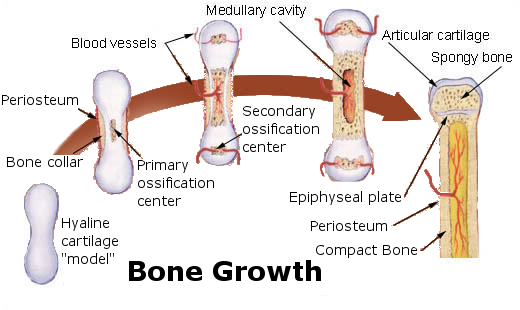 Medullary cavity
Blood vessels
Articular cartilage
Spongy bone
Periosteum
Secondary
ossification
center
Bone collar
Primary
ossification
center
Epiphyseal plate
Hyaline
cartilage
"model"
Periosteum
Compact Bone
Bone Growth